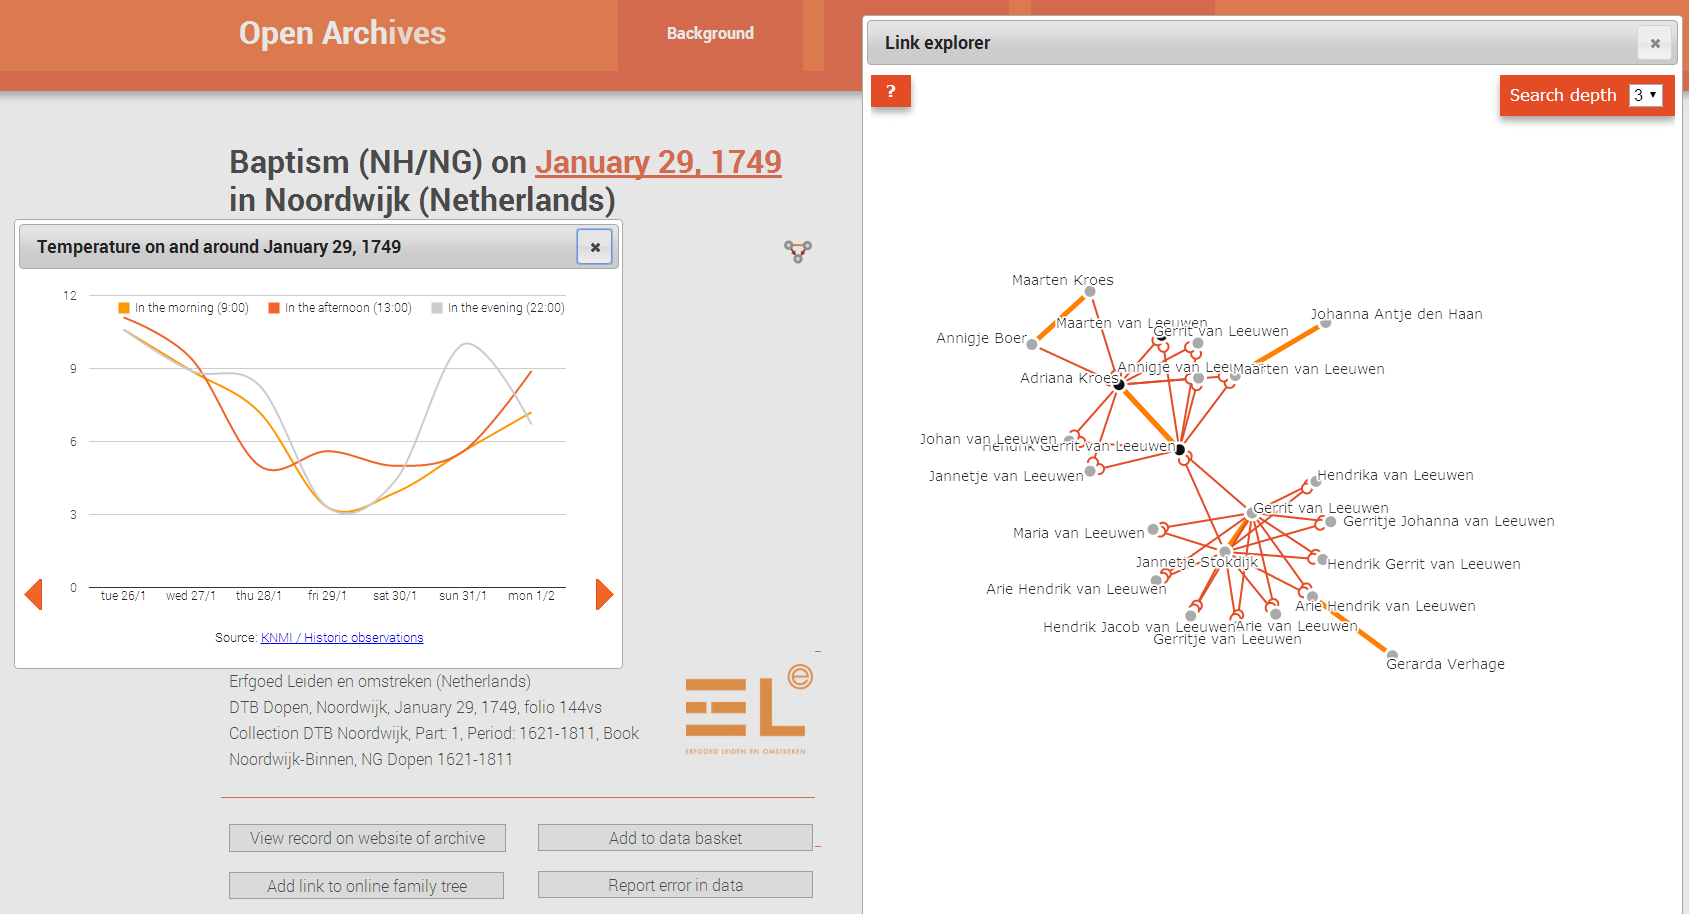 Open Archives
Background
Baptism (NH/NG) on January 29, 1749
in Noordwijk (Netherlands)
Temperature on and around January 29, 1749
×
12
In the morning (9:00)
In the afternoon (13:00)
In the evening (22:00)
9
6
3
0
tue 26/1
wed 27/1
thu 28/1
fri 29/1
sat 30/1
sun 31/1
mon 1/2
Source: KNMI / Historic observations
Erfgoed Leiden en omstreken (Netherlands)
DTB Dopen, Noordwijk, January 29, 1749, folio 144vs
Collection DTB Noordwijk, Part: 1, Period: 1621-1811, Book
Noordwijk-Binnen, NG Dopen 1621-1811
EL e
ERFGOED LEIDEN EN OMSTREKEN
View record on website of archive
Add to data basket
Add link to online family tree
Report error in data
Link explorer
×
?
Search depth 3
Maarten Kroes
Johanna Antje den Haan
Maarten van Leeuwen
Gerrit van Leeuwen
Annigje Boer
Annigje van Leeu
Maarten van Leeuwen
Adriana Kroes
Johan van Leeuwen
Hendrik Gerrit van Leeuwen
Jannetje van Leeuwen
Hendrika van Leeuwen
Gerrit van Leeuwen
Gerritje Johanna van Leeuwen
Maria van Leeuwen
Jannetje Stokdijk
Hendrik Gerrit van Leeuwen
Arie Hendrik van Leeuwen
Arie Hendrik van Leeuwen
Hendrik Jacob van Leeuwen
Arie van Leeuwen
Gerritje van Leeuwen
Gerarda Verhage